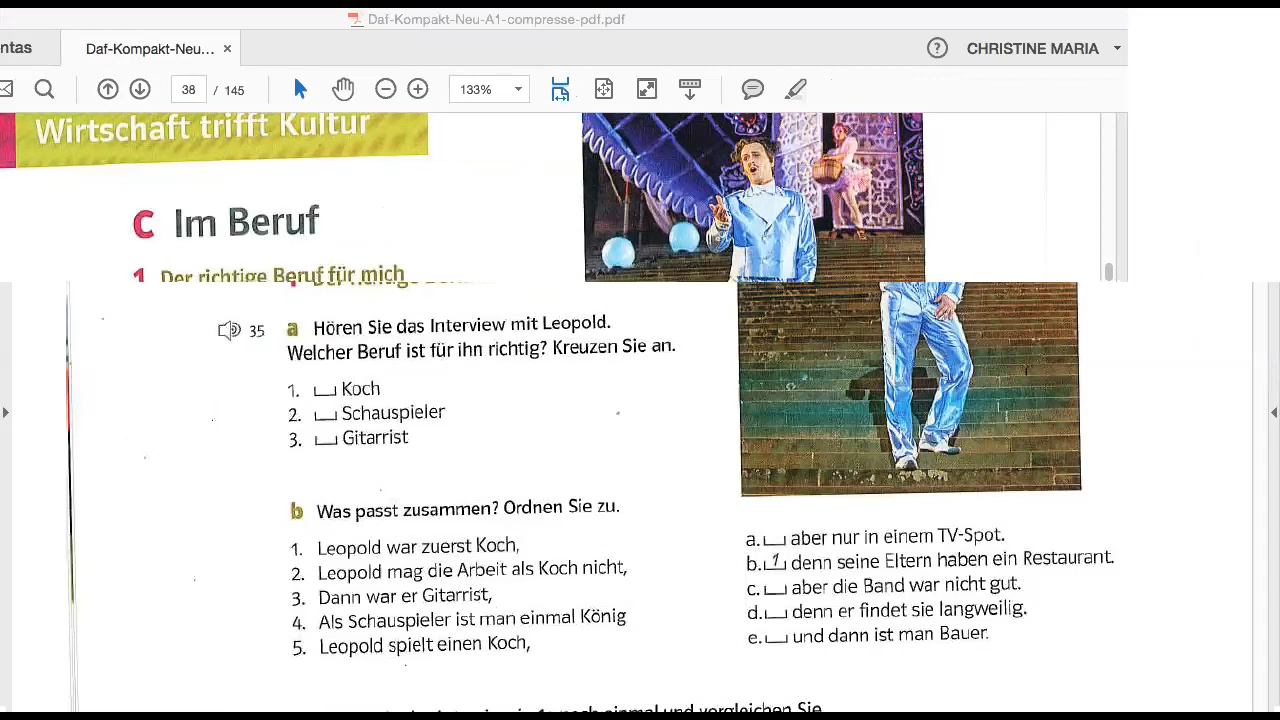 Daf-Kompakt-Neu-A1-compresse-pdf.pdf
ntas
Daf-Kompakt-Neu... ×
? CHRISTINE MARIA
38 / 145
133%
Wirtschaft trifft Kultur
C Im Beruf
1 Der richtige Beruf für mich
35 a Hören Sie das Interview mit Leopold.
Welcher Beruf ist für ihn richtig? Kreuzen Sie an.
1. Koch
2. Schauspieler
3. Gitarrist
b Was passt zusammen? Ordnen Sie zu.
1. Leopold war zuerst Koch,
2. Leopold mag die Arbeit als Koch nicht,
3. Dann war er Gitarrist,
4. Als Schauspieler ist man einmal König
5. Leopold spielt einen Koch,
a. aber nur in einem TV-Spot.
b. 1 denn seine Eltern haben ein Restaurant.
c. aber die Band war nicht gut.
d. denn er findet sie langweilig.
e. und dann ist man Bauer.
noch einmal und vergleichen Sie